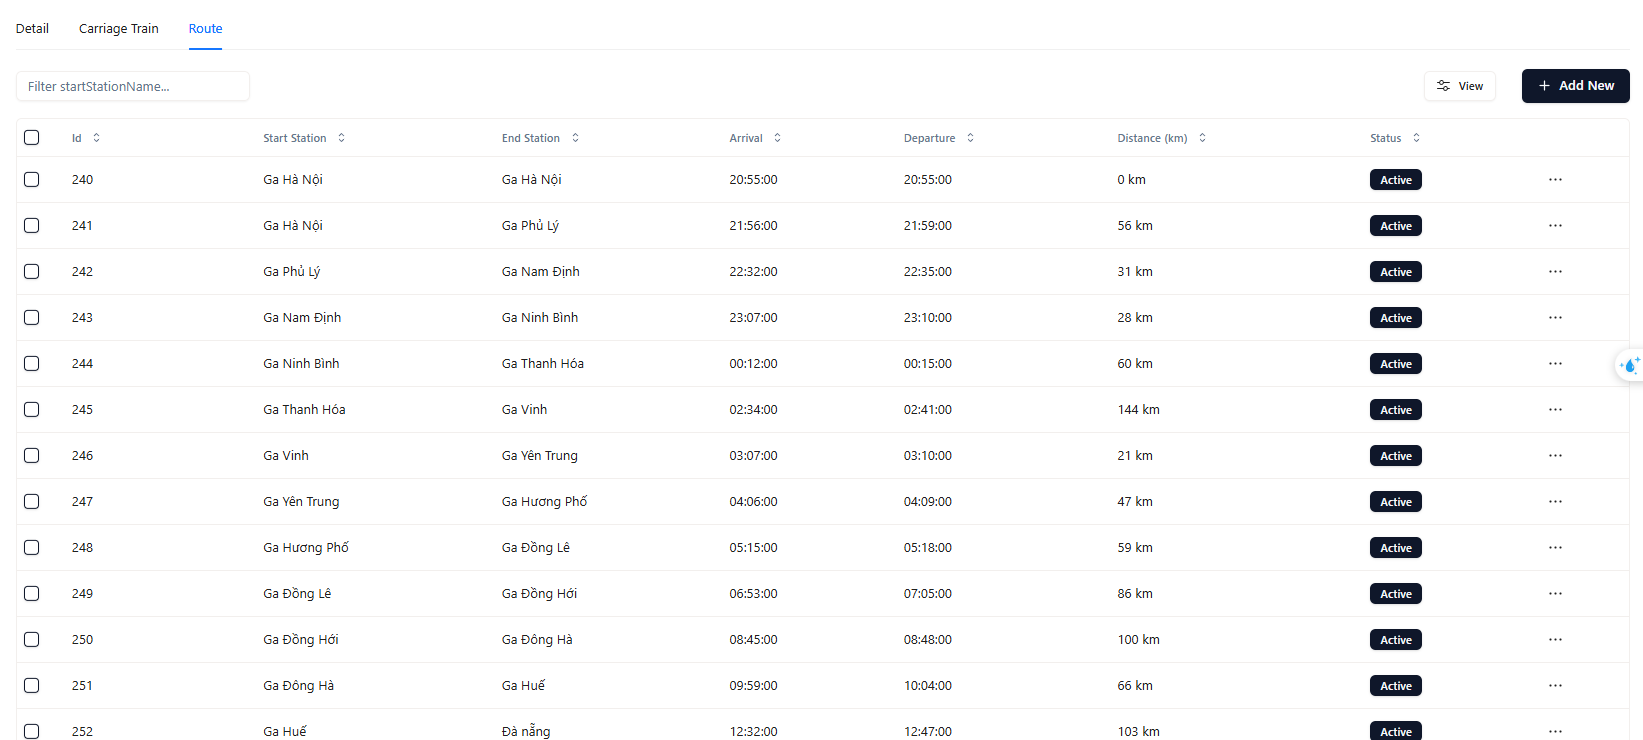 Detail Carriage Train Route
Filter startStationName... View + Add New
Id Start Station End Station Arrival Departure Distance (km) Status
240 Ga Hà Nội Ga Hà Nội 20:55:00 20:55:00 0 km Active ...
241 Ga Hà Nội Ga Phủ Lý 21:56:00 21:59:00 56 km Active ...
242 Ga Phủ Lý Ga Nam Định 22:32:00 22:35:00 31 km Active ...
243 Ga Nam Định Ga Ninh Bình 23:07:00 23:10:00 28 km Active ...
244 Ga Ninh Bình Ga Thanh Hóa 00:12:00 00:15:00 60 km Active ...
245 Ga Thanh Hóa Ga Vinh 02:34:00 02:41:00 144 km Active ...
246 Ga Vinh Ga Yên Trung 03:07:00 03:10:00 21 km Active ...
247 Ga Yên Trung Ga Hương Phố 04:06:00 04:09:00 47 km Active ...
248 Ga Hương Phố Ga Đồng Lê 05:15:00 05:18:00 59 km Active ...
249 Ga Đồng Lê Ga Đồng Hới 06:53:00 07:05:00 86 km Active ...
250 Ga Đồng Hới Ga Đông Hà 08:45:00 08:48:00 100 km Active ...
251 Ga Đông Hà Ga Huế 09:59:00 10:04:00 66 km Active ...
252 Ga Huế Đà nẵng 12:32:00 12:47:00 103 km Active ...